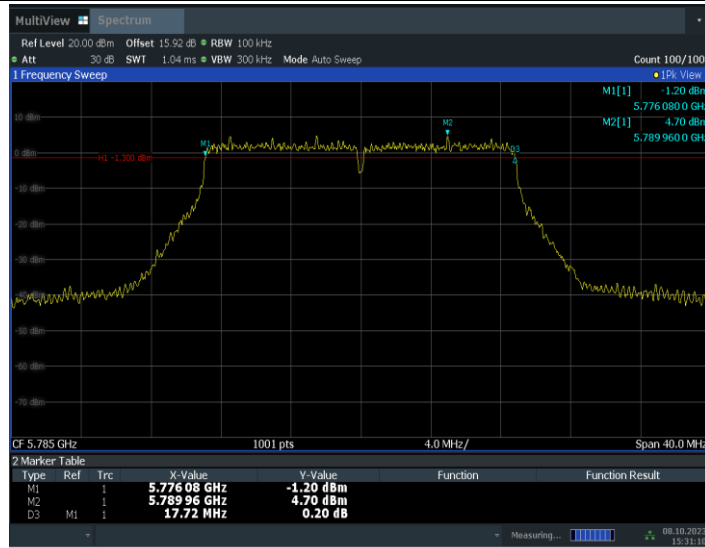 MultiView Spectrum
Ref Level 20.00 dBm Offset 15.92 dB RBW 100 kHz
Att 30 dB SWT 1.04 ms VBW 300 kHz Mode Auto Sweep Count 100/100
1 Frequency Sweep 1Pk View
M1[1] -1.20 dBm
5.776 080 0 GHz
M2[1] 4.70 dBm
5.789 960 0 GHz
10 dBm
M2
M1
D3
0 dBm
H1 -1.300 dBm
-10 dBm
-20 dBm
-30 dBm
-50 dBm
-60 dBm
-70 dBm
CF 5.785 GHz 1001 pts 4.0 MHz/ Span 40.0 MHz
2 Marker Table
Type Ref Trc X-Value Y-Value Function Function Result
M1 1 5.776 08 GHz -1.20 dBm
M2 1 5.789 96 GHz 4.70 dBm
D3 M1 1 17.72 MHz 0.20 dB
Measuring... 08.10.2023
15:31:10